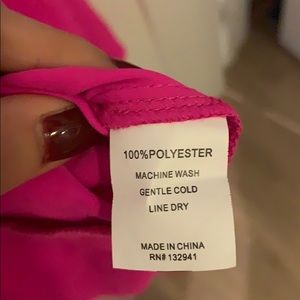 100%POLYESTER
MACHINE WASH
GENTLE COLD
LINE DRY
MADE IN CHINA
RN# 132941